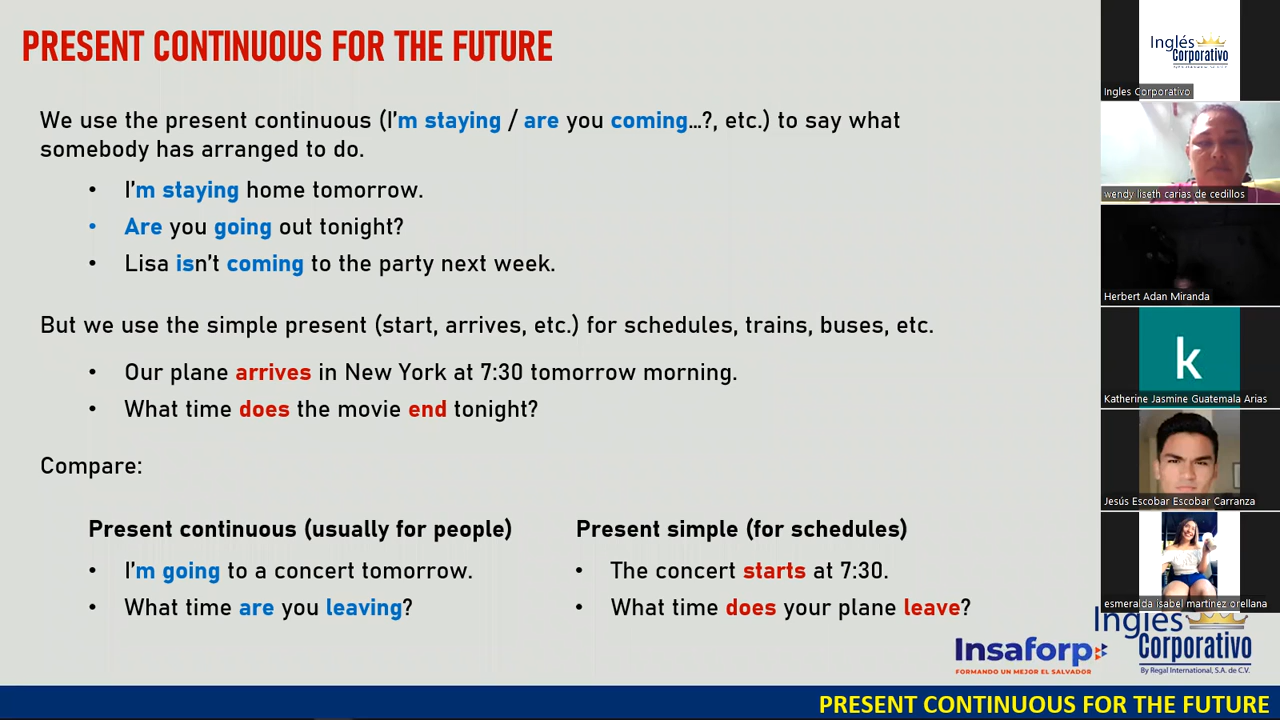 PRESENT CONTINUOUS FOR THE FUTURE
We use the present continuous (I'm staying / are you coming...?, etc.) to say what
somebody has arranged to do.
• I'm staying home tomorrow.
• Are you going out tonight?
• Lisa isn't coming to the party next week.
But we use the simple present (start, arrives, etc.) for schedules, trains, buses, etc.
• Our plane arrives in New York at 7:30 tomorrow morning.
• What time does the movie end tonight?
Compare:
Present continuous (usually for people)
• I'm going to a concert tomorrow.
• What time are you leaving?
Present simple (for schedules)
• The concert starts at 7:30.
• What time does your plane leave?
Insaforp
FORMANDO UN MEJOR EL SALVADOR
Inglés
Corporativo
By Regal International, S.A. de C.V.
PRESENT CONTINUOUS FOR THE FUTURE
Inglés
Corporativo
Ingles Corporativo
wendy liseth carias de cedillos
Herbert Adan Miranda
k
Katherine Jasmine Guatemala Arias
Jesús Escobar Escobar Carranza
esmeralda isabel martinez orellana